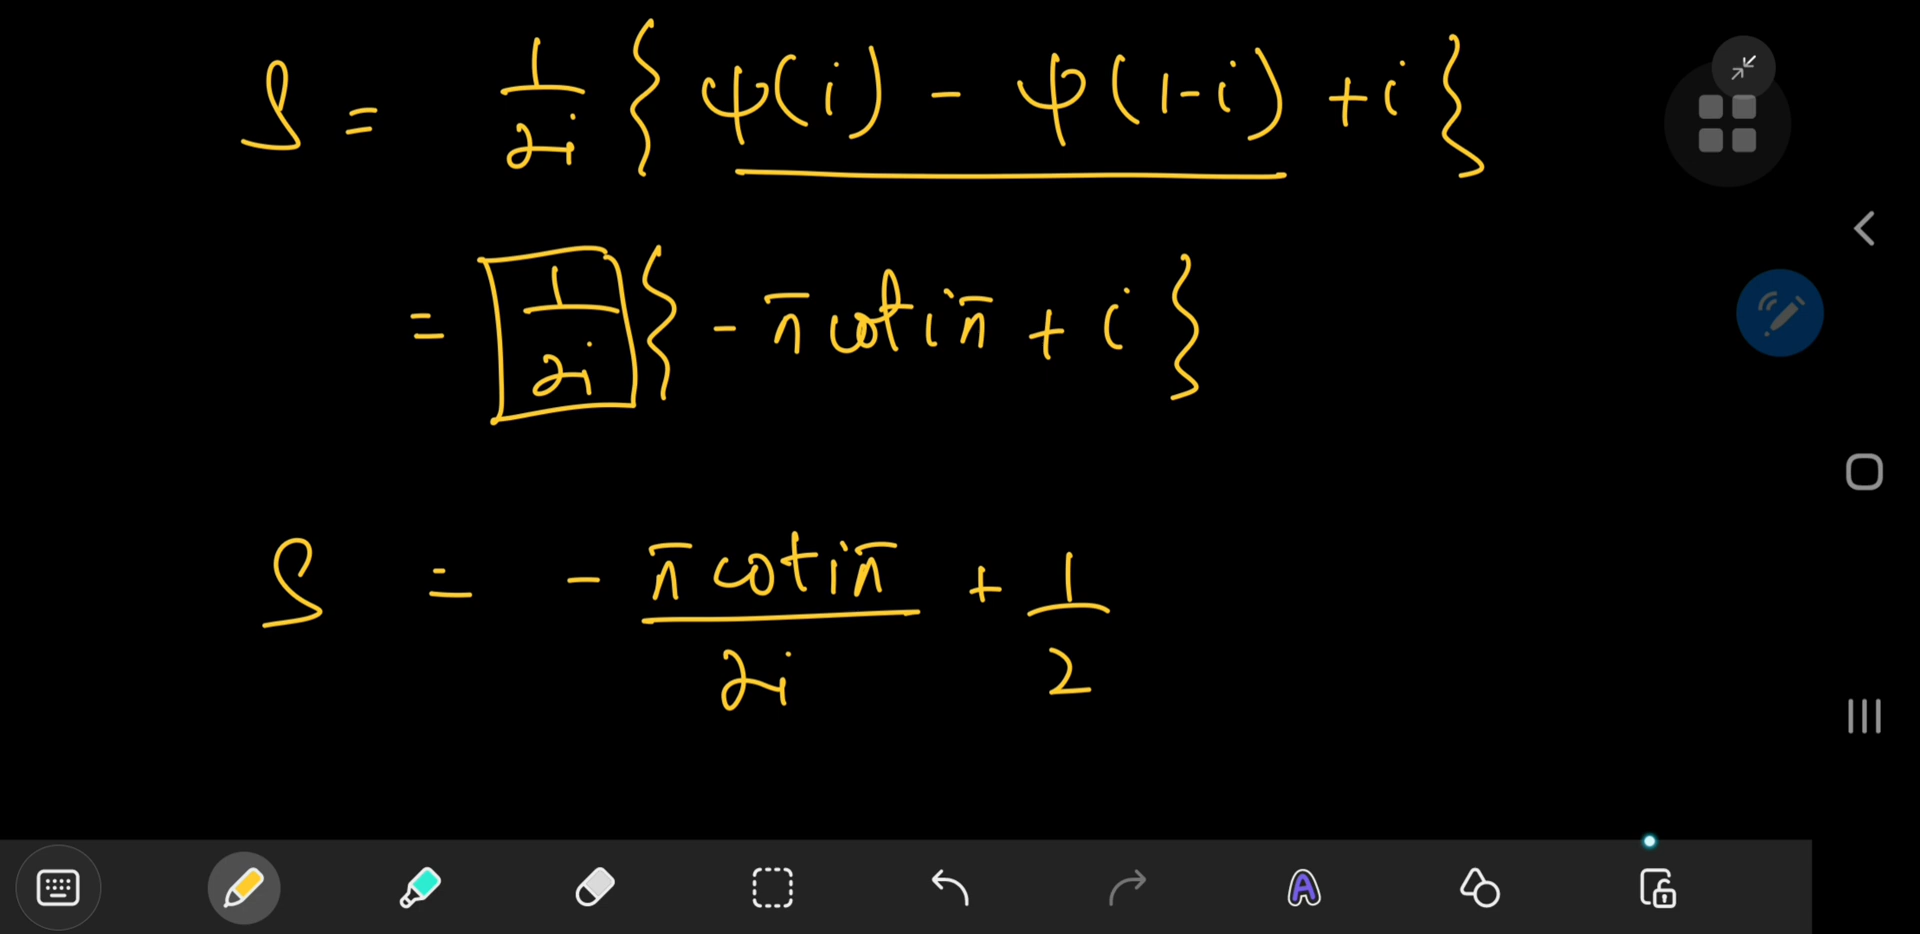 S = 1/2i { ψ(i) - ψ(1-i) + i }
= 1/2i { - π cot iπ + i }
S = - π cot iπ / 2i + 1/2
A